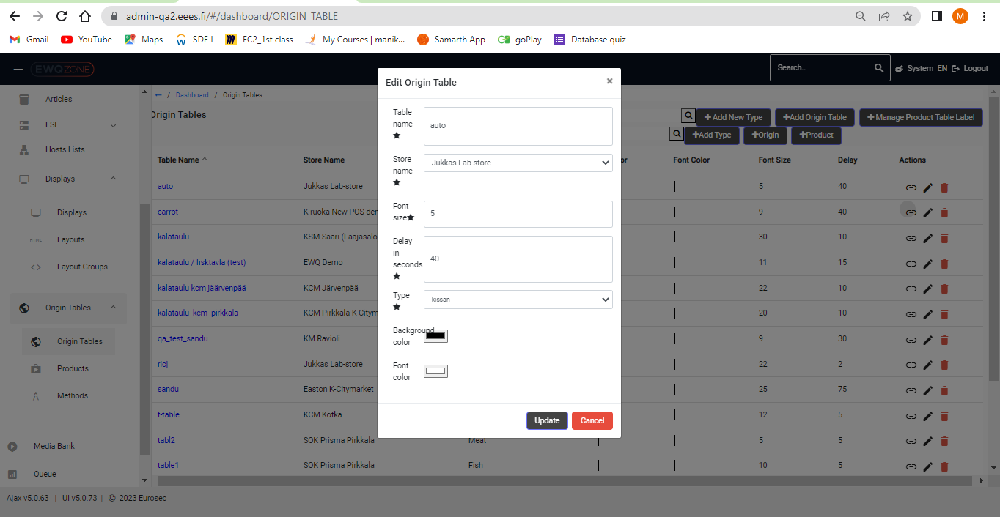 admin-qa2.eees.fi/#/dashboard/ORIGIN_TABLE
M
Gmail YouTube Maps SDE I EC2_1st class My Courses | manik... Samarth App goPlay Database quiz
EWQZONE Search.. System EN Logout
Articles
ESL
Hosts Lists
Displays
Displays
HTML Layouts
Layout Groups
Origin Tables
Origin Tables
Products
Methods
Media Bank
Queue
← / Dashboard / Origin Tables
Origin Tables
Add New Type Add Origin Table Manage Product Table Label
Add Type Origin Product
Table Name ↑ Store Name or Font Color Font Size Delay Actions
auto Jukkas Lab-store 5 40
carrot K-ruoka New POS der 9 40
kalataulu KSM Saari (Laajasalo 30 10
kalataulu / fisktavla (test) EWQ Demo 11 15
kalataulu kcm jäärvenpää KCM Järvenpää 22 10
kalataulu_kcm_pirkkala KCM Pirkkala K-Citym 20 10
qa_test_sandu KM Ravioli 9 30
ricj Jukkas Lab-store 22 2
sandu Easton K-Citymarket 25 75
t-table KCM Kotka 12 5
tabl2 SOK Prisma Pirkkala Meat 5 5
table1 SOK Prisma Pirkkala Fish 10 5
Edit Origin Table ×
Table
name
★
auto
Store
name
★
Jukkas Lab-store
Font
size★
5
Delay
in
seconds
★
40
Type
★
kissan
Background
color
Font
color
Update Cancel
Ajax v5.0.63 | UI v5.0.73 | © 2023 Eurosec